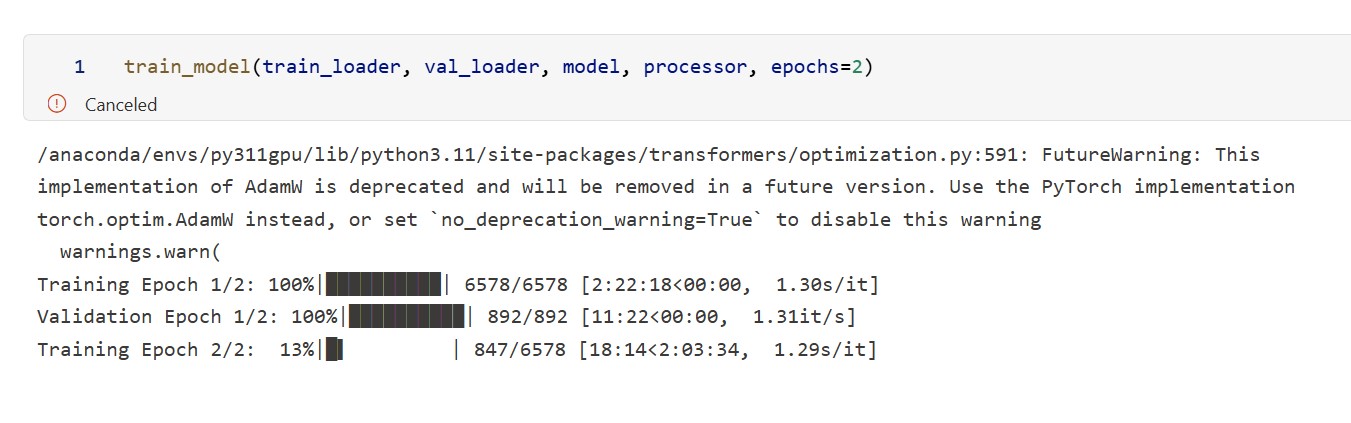 1 train_model(train_loader, val_loader, model, processor, epochs=2)
Canceled
/anaconda/envs/py311gpu/lib/python3.11/site-packages/transformers/optimization.py:591: FutureWarning: This
implementation of AdamW is deprecated and will be removed in a future version. Use the PyTorch implementation
torch.optim.AdamW instead, or set `no_deprecation_warning=True` to disable this warning
  warnings.warn(
Training Epoch 1/2: 100%|██████████| 6578/6578 [2:22:18<00:00,  1.30s/it]
Validation Epoch 1/2: 100%|██████████| 892/892 [11:22<00:00,  1.31it/s]
Training Epoch 2/2:  13%|█▎        | 847/6578 [18:14<2:03:34,  1.29s/it]